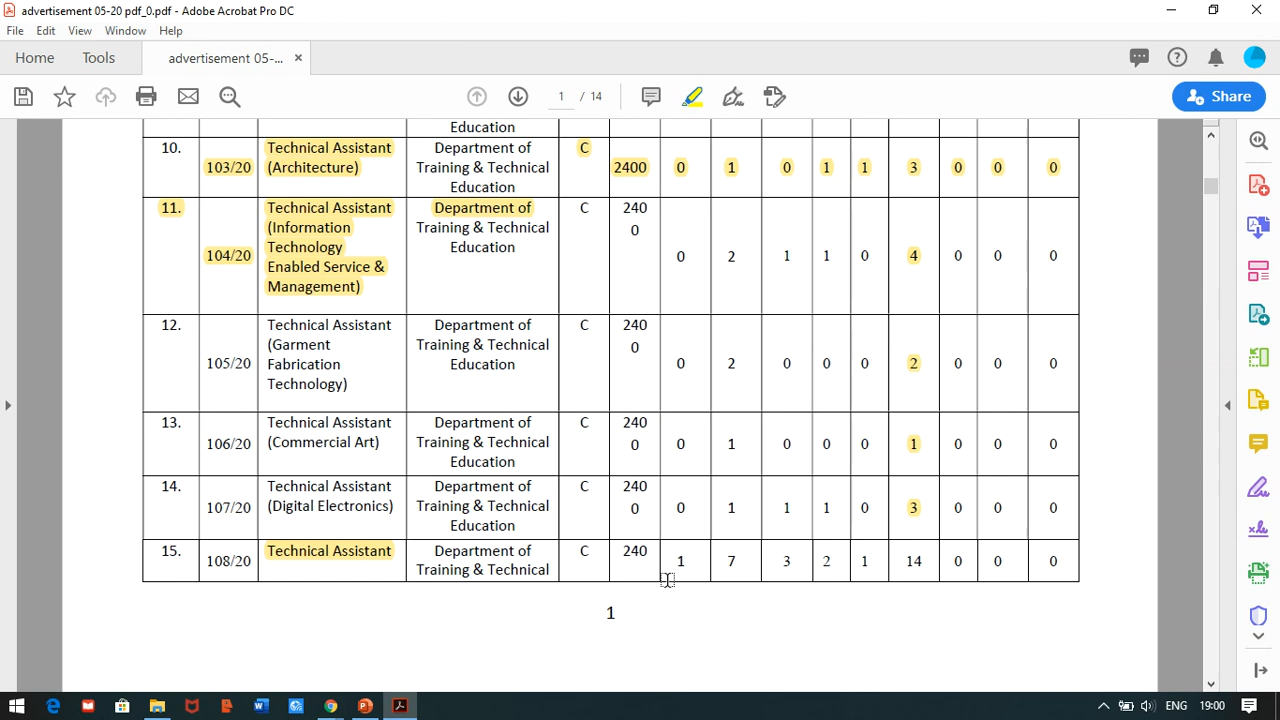 advertisement 05-20 pdf_0.pdf - Adobe Acrobat Pro DC
File Edit View Window Help
Home Tools advertisement 05-... ×
1 / 14
Share
Education
10. 103/20 Technical Assistant (Architecture) Department of Training & Technical Education C 2400 0 1 0 1 1 3 0 0 0
11. 104/20 Technical Assistant (Information Technology Enabled Service & Management) Department of Training & Technical Education C 240 0 0 2 1 1 0 4 0 0 0
12. 105/20 Technical Assistant (Garment Fabrication Technology) Department of Training & Technical Education C 240 0 0 2 0 0 0 2 0 0 0
13. 106/20 Technical Assistant (Commercial Art) Department of Training & Technical Education C 240 0 0 1 0 0 0 1 0 0 0
14. 107/20 Technical Assistant (Digital Electronics) Department of Training & Technical Education C 240 0 0 1 1 1 0 3 0 0 0
15. 108/20 Technical Assistant Department of Training & Technical C 240 1 7 3 2 1 14 0 0 0
1
ENG 19:00